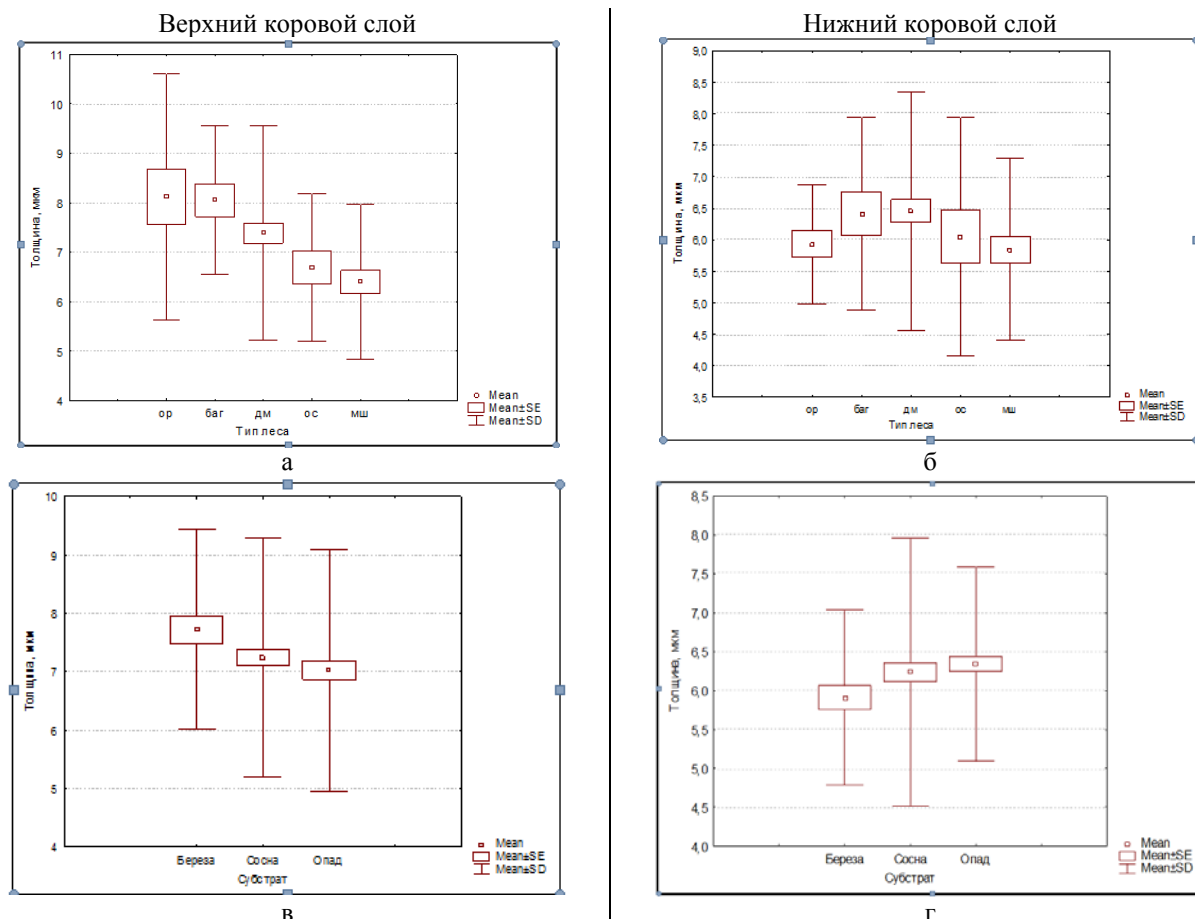 Верхний коровой слой
Нижний коровой слой
Толщина, мкм
11
10
9
8
7
6
5
4
ор баг дм ос мш
Тип леса
Mean
Mean±SE
Mean±SD
а
Толщина, мкм
9,0
8,5
8,0
7,5
7,0
6,5
6,0
5,5
5,0
4,5
4,0
3,5
ор баг дм ос мш
Тип леса
Mean
Mean±SE
Mean±SD
б
Толщина, мкм
10
9
8
7
6
5
4
Береза Сосна Опад
Субстрат
Mean
Mean±SE
Mean±SD
в
Толщина, мкм
8,5
8,0
7,5
7,0
6,5
6,0
5,5
5,0
4,5
4,0
Береза Сосна Опад
Субстрат
Mean
Mean±SE
Mean±SD
г